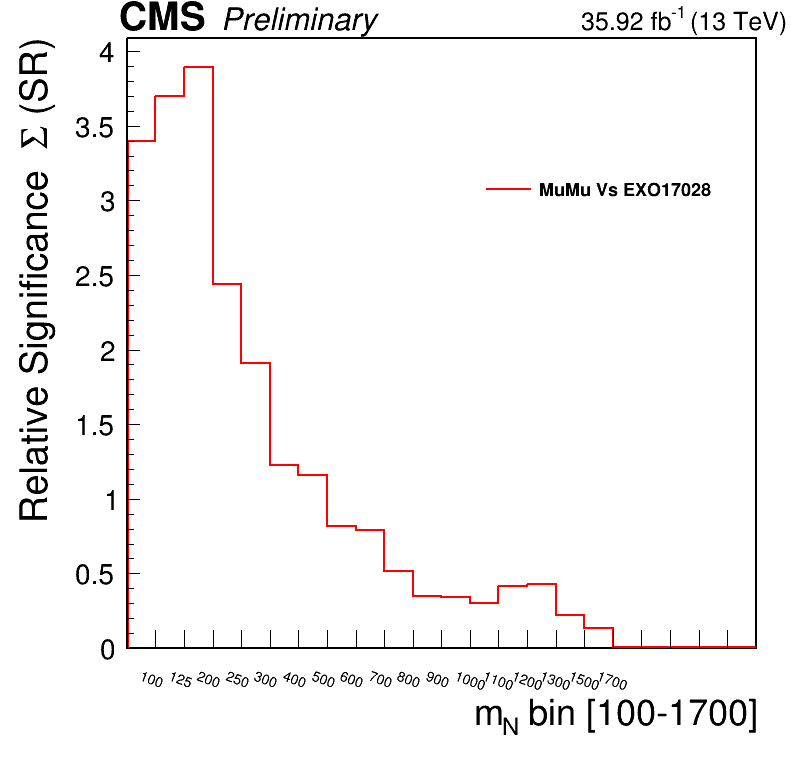 CMS Preliminary 35.92 fb-1 (13 TeV)
Relative Significance Σ (SR)
4
3.5
3
2.5
2
1.5
1
0.5
0
MuMu Vs EXO17028
100 125 200 250 300 400 500 600 700 800 900 1000 1100 1200 1300 1500 1700
mN bin [100-1700]